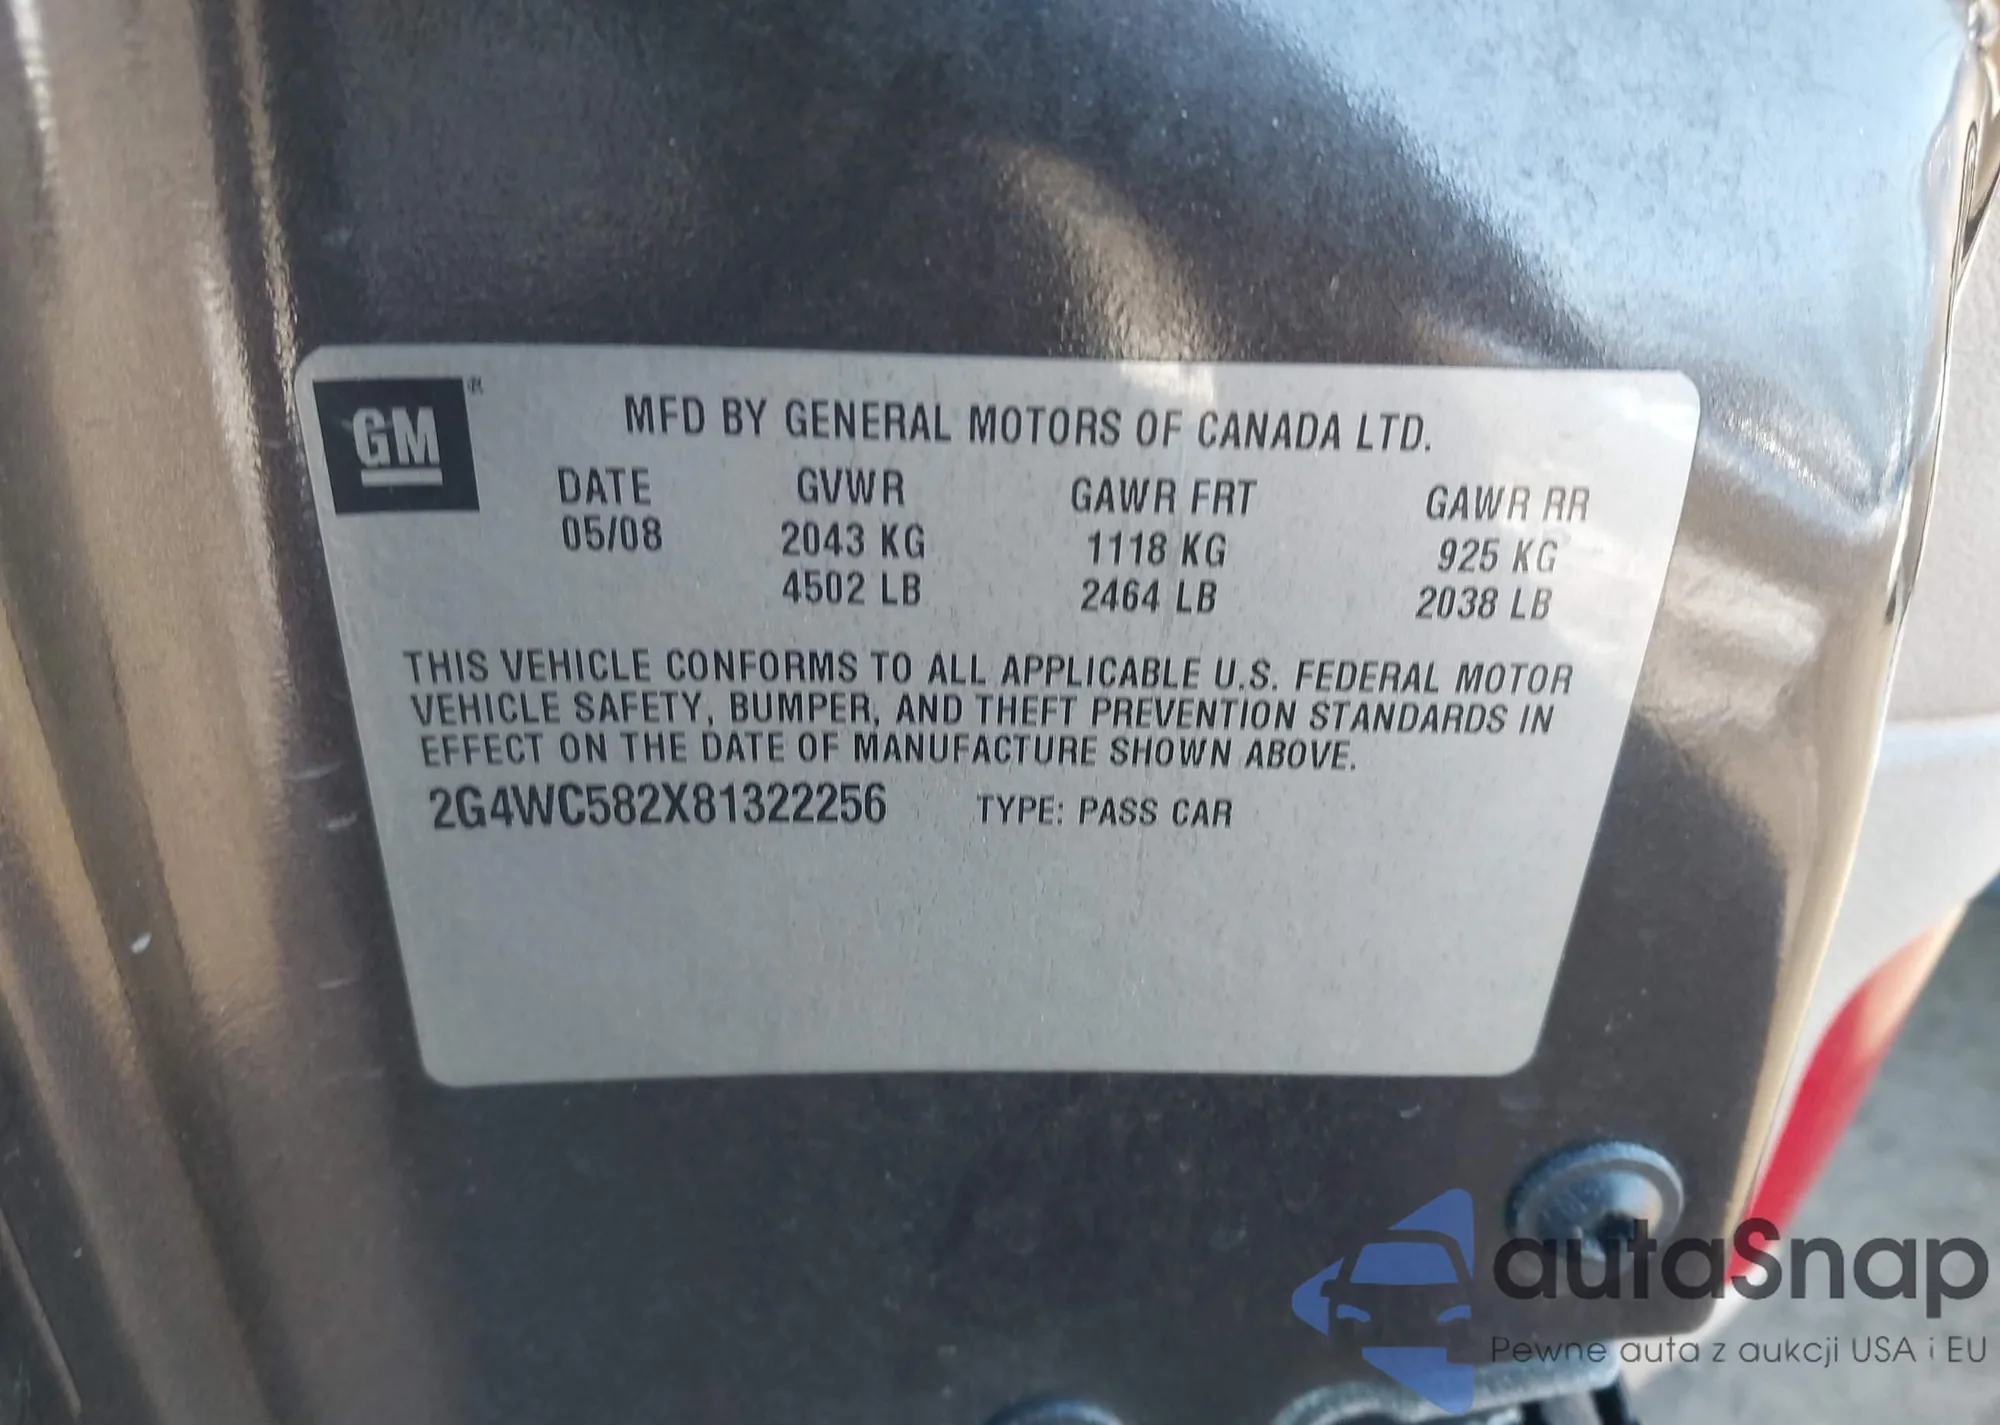 GM®
MFD BY GENERAL MOTORS OF CANADA LTD.
DATE GVWR GAWR FRT GAWR RR
05/08 2043 KG 1118 KG 925 KG
4502 LB 2464 LB 2038 LB
THIS VEHICLE CONFORMS TO ALL APPLICABLE U.S. FEDERAL MOTOR
VEHICLE SAFETY, BUMPER, AND THEFT PREVENTION STANDARDS IN
EFFECT ON THE DATE OF MANUFACTURE SHOWN ABOVE.
2G4WC582X81322256 TYPE: PASS CAR
autaSnap
Pewne auta z aukcji USA i EU